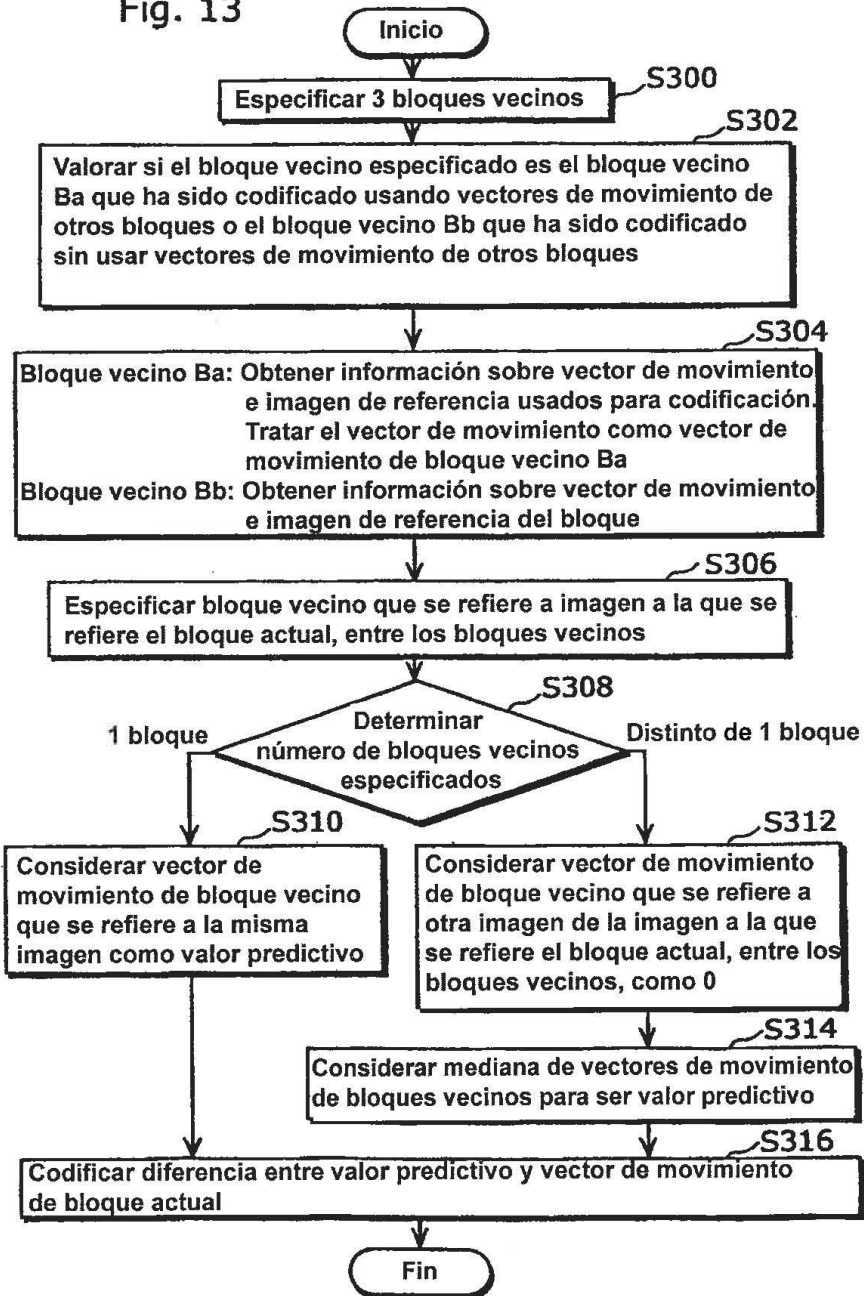 Fig. 13
Inicio
S300
Especificar 3 bloques vecinos
S302
Valorar si el bloque vecino especificado es el bloque vecino
Ba que ha sido codificado usando vectores de movimiento de
otros bloques o el bloque vecino Bb que ha sido codificado
sin usar vectores de movimiento de otros bloques
S304
Bloque vecino Ba: Obtener información sobre vector de movimiento
e imagen de referencia usados para codificación.
Tratar el vector de movimiento como vector de
movimiento de bloque vecino Ba
Bloque vecino Bb: Obtener información sobre vector de movimiento
e imagen de referencia del bloque
S306
Especificar bloque vecino que se refiere a imagen a la que se
refiere el bloque actual, entre los bloques vecinos
S308
Determinar
número de bloques vecinos
especificados
1 bloque
Distinto de 1 bloque
S310
Considerar vector de
movimiento de bloque vecino
que se refiere a la misma
imagen como valor predictivo
S312
Considerar vector de movimiento
de bloque vecino que se refiere a
otra imagen de la imagen a la que
se refiere el bloque actual, entre los
bloques vecinos, como 0
S314
Considerar mediana de vectores de movimiento
de bloques vecinos para ser valor predictivo
S316
Codificar diferencia entre valor predictivo y vector de movimiento
de bloque actual
Fin